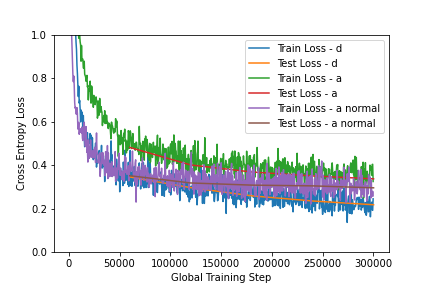 1.0
0.8
0.6
0.4
0.2
0.0
Cross Entropy Loss
Train Loss - d
Test Loss - d
Train Loss - a
Test Loss - a
Train Loss - a normal
Test Loss - a normal
0 50000 100000 150000 200000 250000 300000
Global Training Step